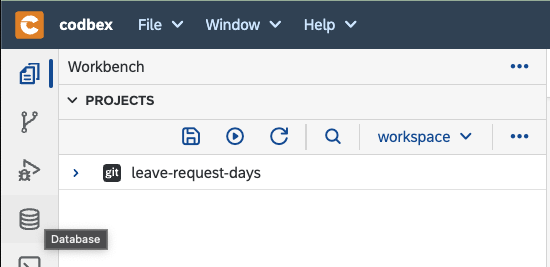 codbex File Window Help
Workbench
PROJECTS
workspace
git leave-request-days
Database